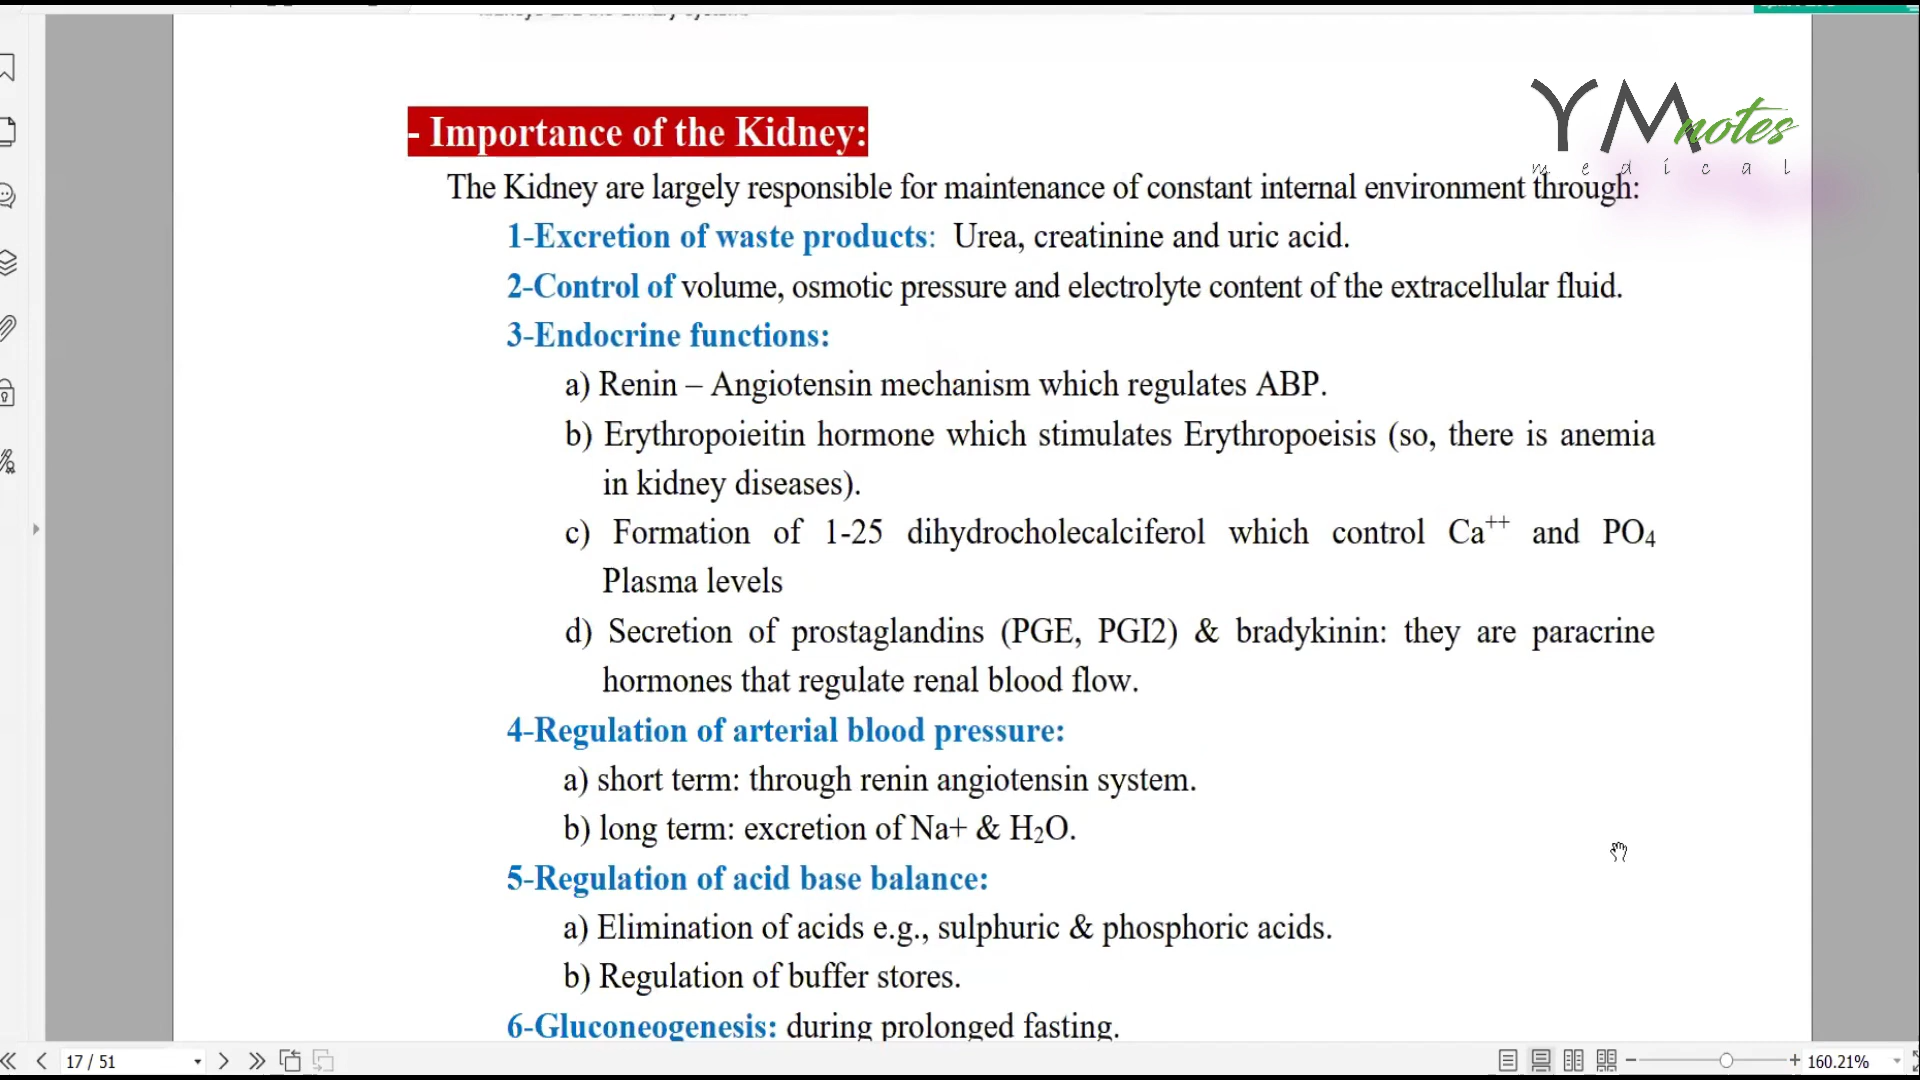 YM notes
medical
- Importance of the Kidney:
The Kidney are largely responsible for maintenance of constant internal environment through:
1-Excretion of waste products:  Urea, creatinine and uric acid.
2-Control of volume, osmotic pressure and electrolyte content of the extracellular fluid.
3-Endocrine functions:
a) Renin – Angiotensin mechanism which regulates ABP.
b) Erythropoieitin hormone which stimulates Erythropoeisis (so, there is anemia
in kidney diseases).
c) Formation of 1-25 dihydrocholecalciferol which control Ca++ and PO4
Plasma levels
d) Secretion of prostaglandins (PGE, PGI2) & bradykinin: they are paracrine
hormones that regulate renal blood flow.
4-Regulation of arterial blood pressure:
a) short term: through renin angiotensin system.
b) long term: excretion of Na+ & H2O.
5-Regulation of acid base balance:
a) Elimination of acids e.g., sulphuric & phosphoric acids.
b) Regulation of buffer stores.
6-Gluconeogenesis: during prolonged fasting.
17 / 51
160.21%